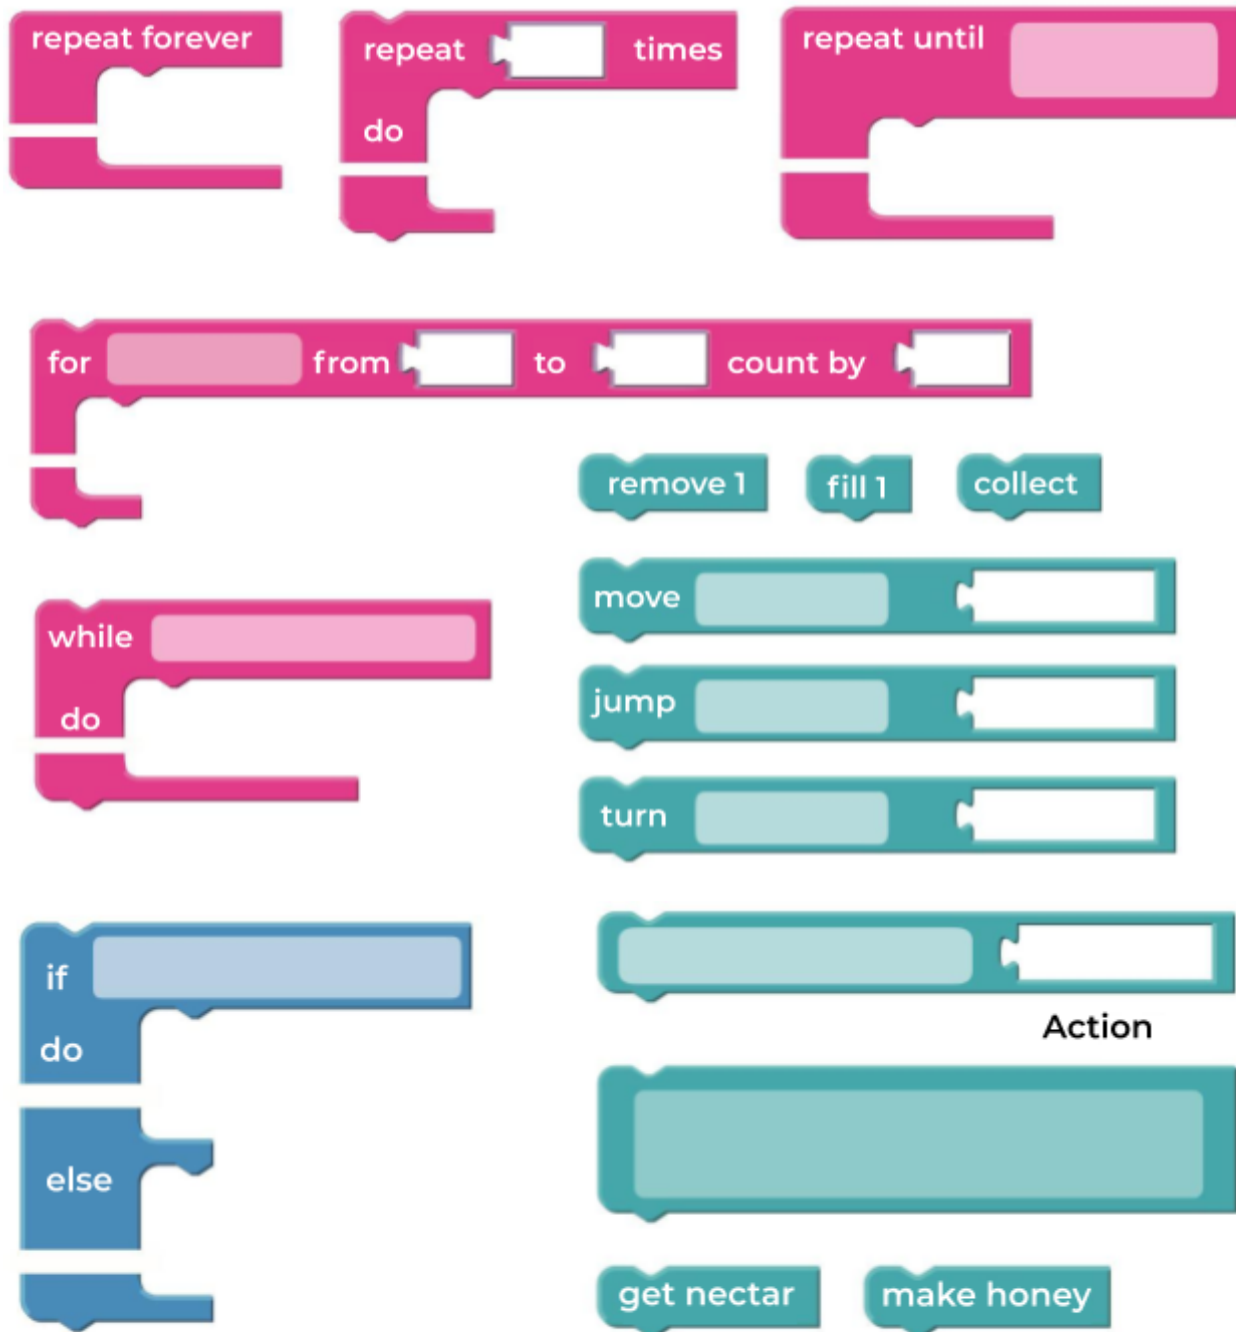 repeat forever
repeat times
do
repeat until
for from to count by
remove 1
fill 1
collect
while
do
move
jump
turn
if
do
else
Action
get nectar
make honey